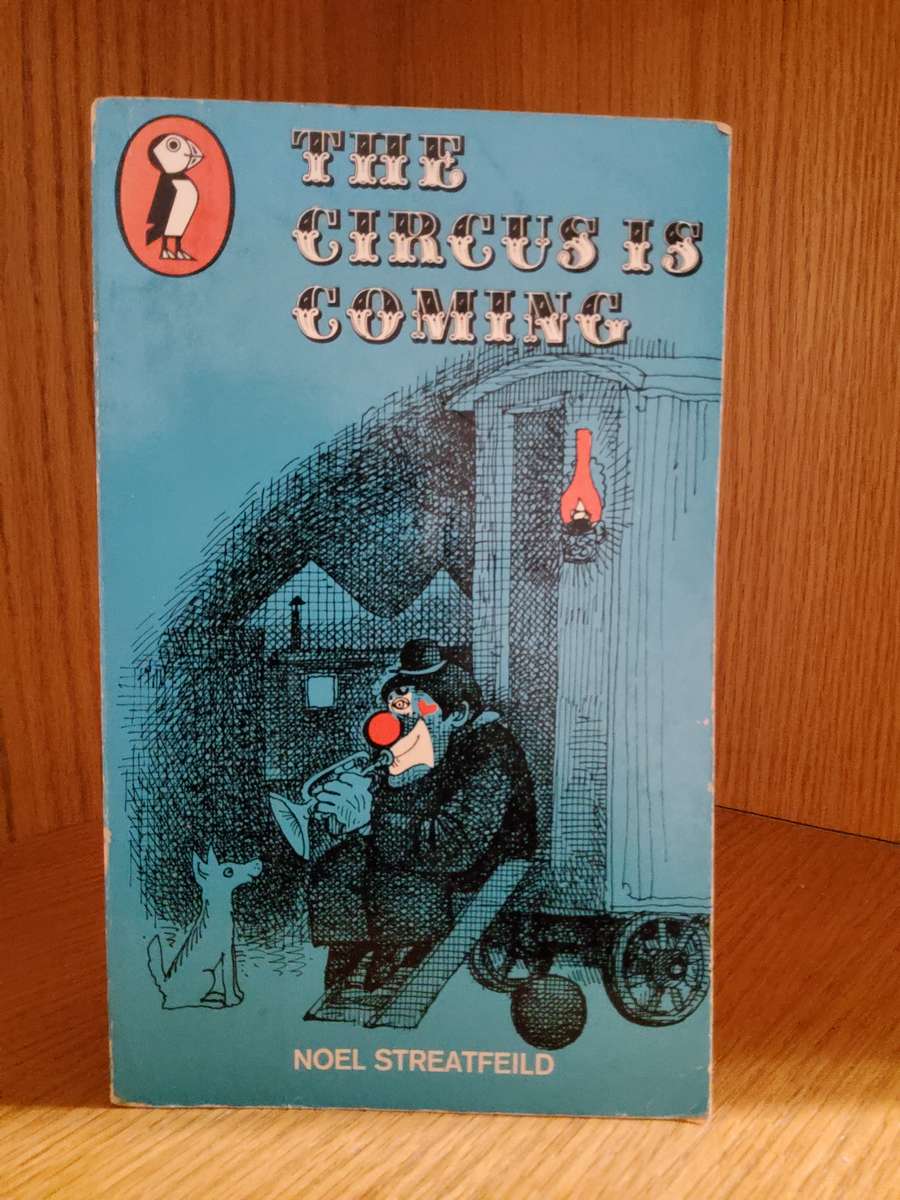 THE
CIRCUS IS
COMING
NOEL STREATFEILD